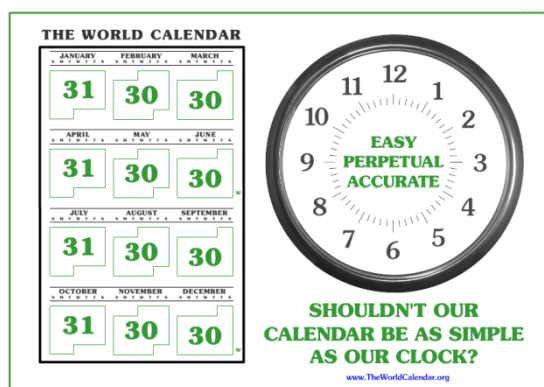 THE WORLD CALENDAR
JANUARY FEBRUARY MARCH
S M T W T F S S M T W T F S S M T W T F S
31 30 30
APRIL MAY JUNE
S M T W T F S S M T W T F S S M T W T F S
31 30 30
W
JULY AUGUST SEPTEMBER
S M T W T F S S M T W T F S S M T W T F S
31 30 30
OCTOBER NOVEMBER DECEMBER
S M T W T F S S M T W T F S S M T W T F S
31 30 30
W
12
1
2
3
4
5
6
7
8
9
10
11
EASY
PERPETUAL
ACCURATE
SHOULDN'T OUR
CALENDAR BE AS SIMPLE
AS OUR CLOCK?
www.TheWorldCalendar.org